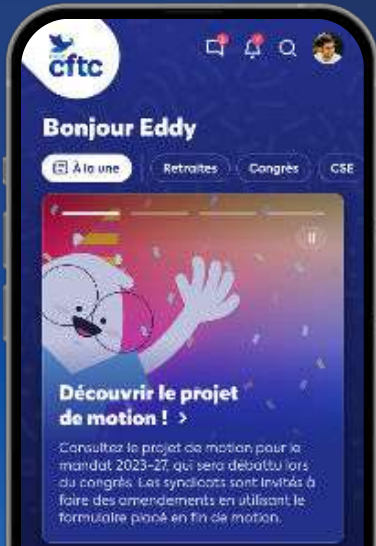 cftc
Bonjour Eddy
À la une
Retraites
Congrès
CSE
Découvrir le projet
de motion ! >
Consultez le projet de motion pour le
mandat 2023-27, qui sera débattu lors
du congrès. Les syndicats sont invités à
faire des amendements en utilisant le
formulaire placé en fin de motion.